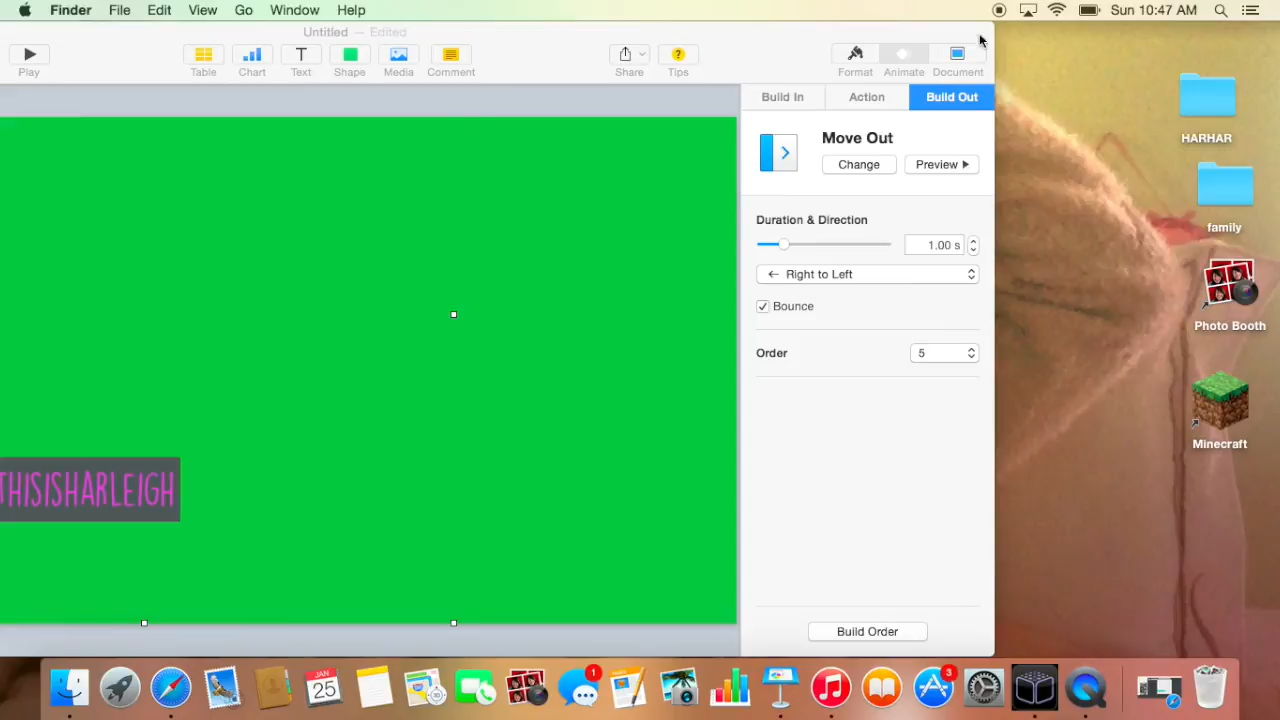 Finder File Edit View Go Window Help Sun 10:47 AM
Untitled — Edited
Play Table Chart Text Shape Media Comment Share Tips Format Animate Document
Build In Action Build Out
Move Out
Change Preview
Duration & Direction
1.00 s
Right to Left
Bounce
Order 5
Build Order
THISISHARLEIGH
HARHAR
family
Photo Booth
Minecraft
JAN
25
1
3